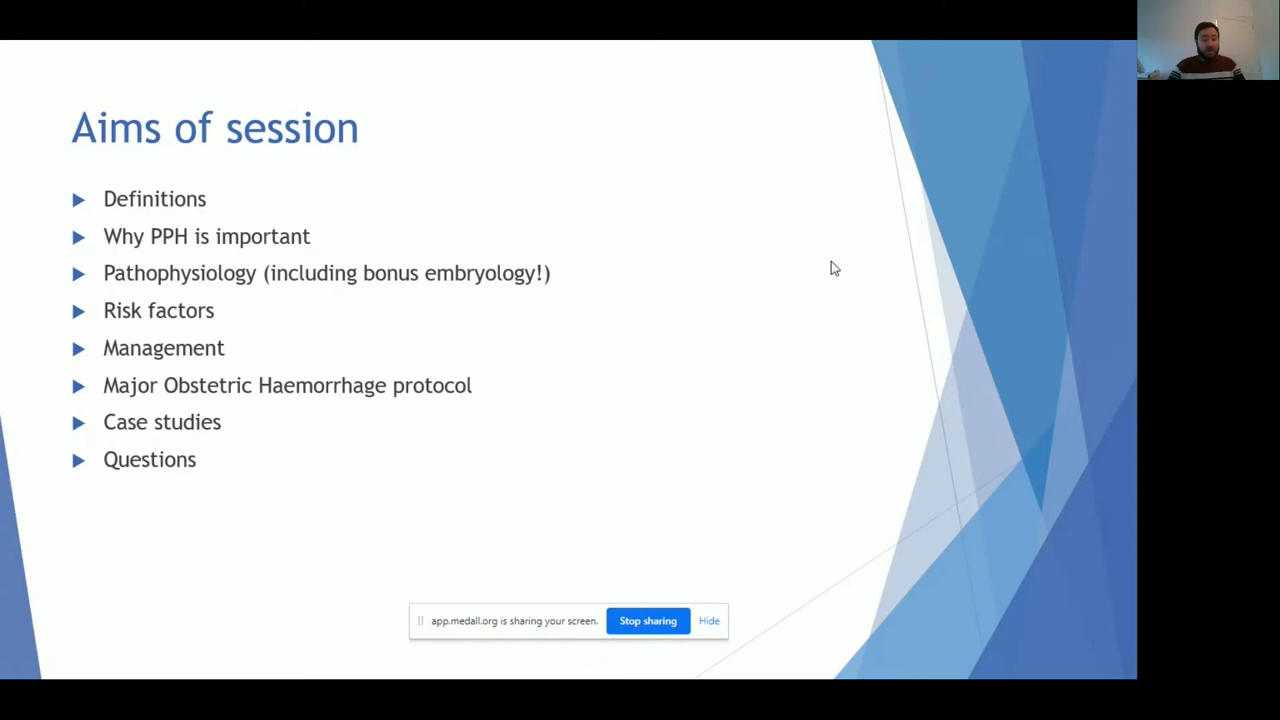 Aims of session
Definitions
Why PPH is important
Pathophysiology (including bonus embryology!)
Risk factors
Management
Major Obstetric Haemorrhage protocol
Case studies
Questions
app.medall.org is sharing your screen. Stop sharing Hide